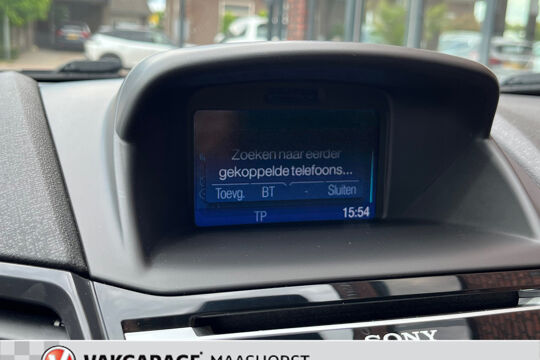 Zoeken naar eerder
gekoppelde telefoons...
Toevg. BT - Sluiten
TP 15:54
SONY
VAKGARAGE MAASHORST